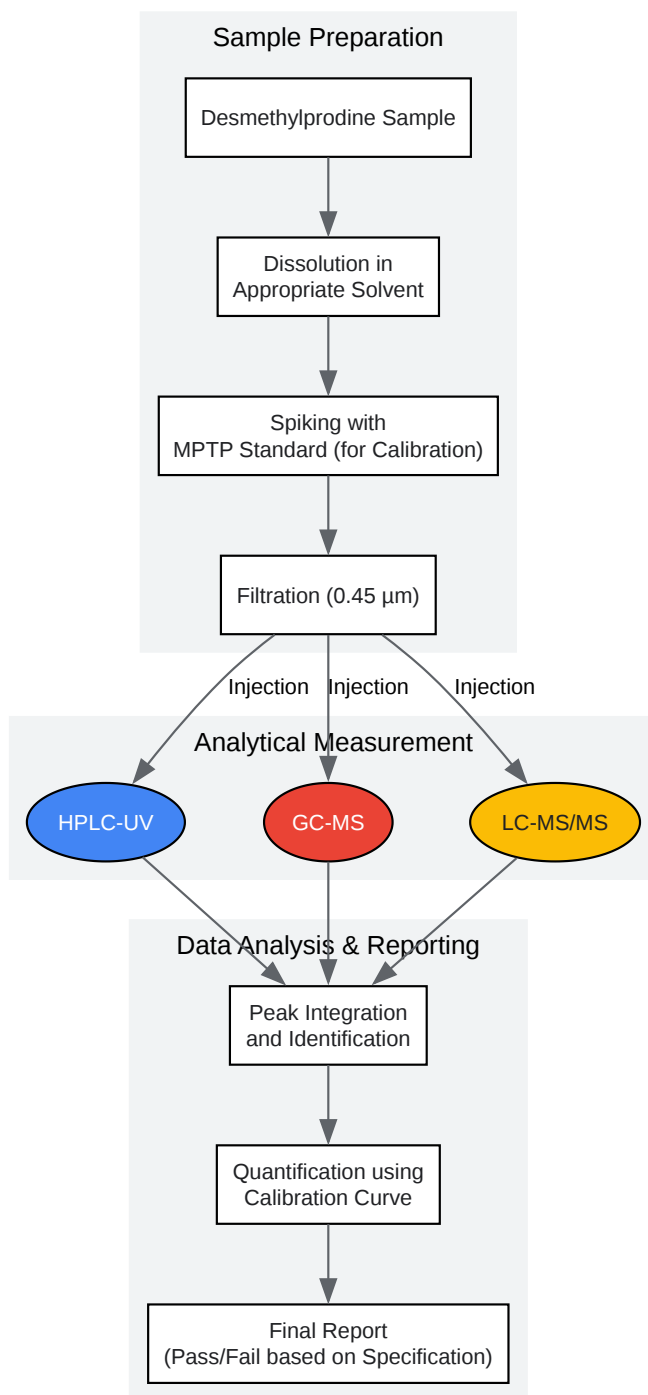 Sample Preparation
Desmethylprodine Sample
Dissolution in
Appropriate Solvent
Spiking with
MPTP Standard (for Calibration)
Filtration (0.45 µm)
Injection
Injection
Injection
Analytical Measurement
HPLC-UV
GC-MS
LC-MS/MS
Data Analysis & Reporting
Peak Integration
and Identification
Quantification using
Calibration Curve
Final Report
(Pass/Fail based on Specification)